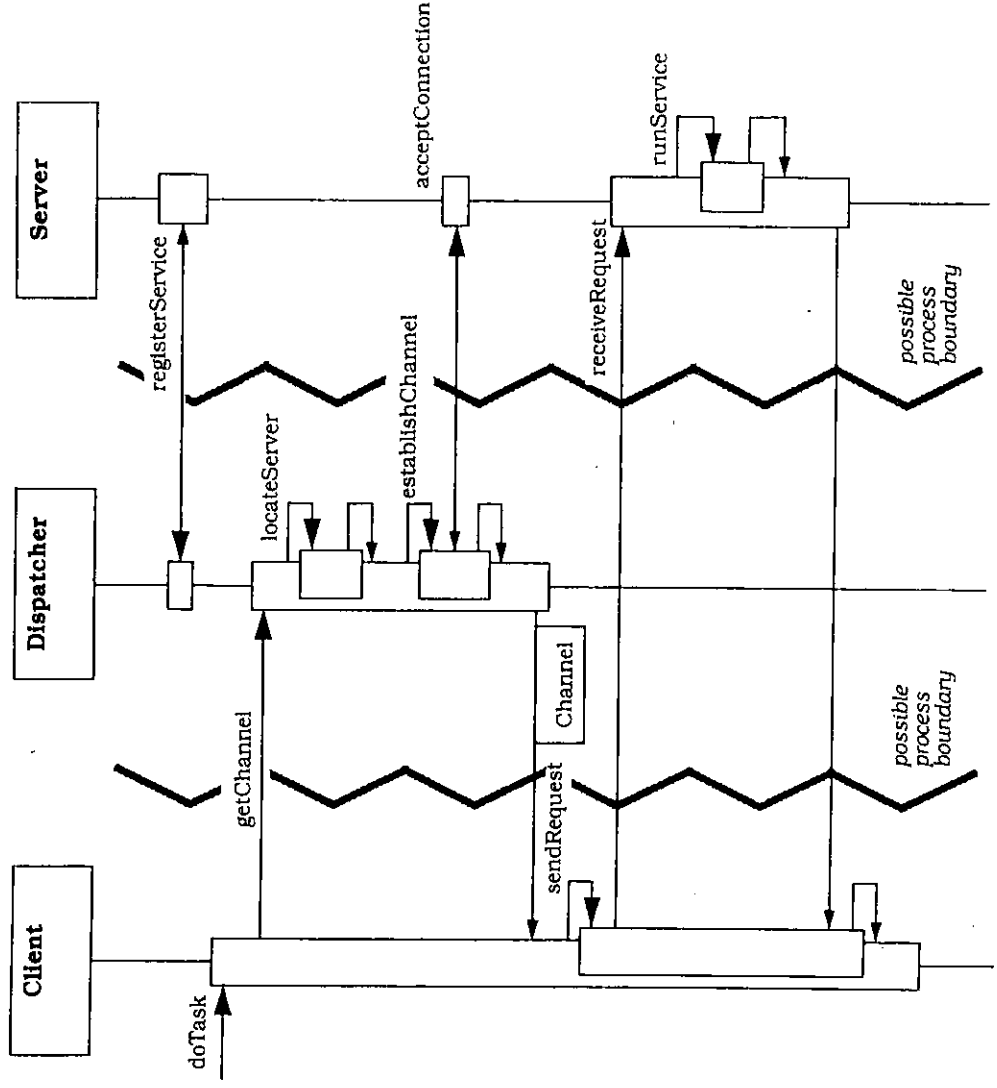 Client
Dispatcher
Server
registerService
doTask
getChannel
locateServer
establishChannel
acceptConnection
Channel
sendRequest
receiveRequest
runService
possible
process
boundary
possible
process
boundary